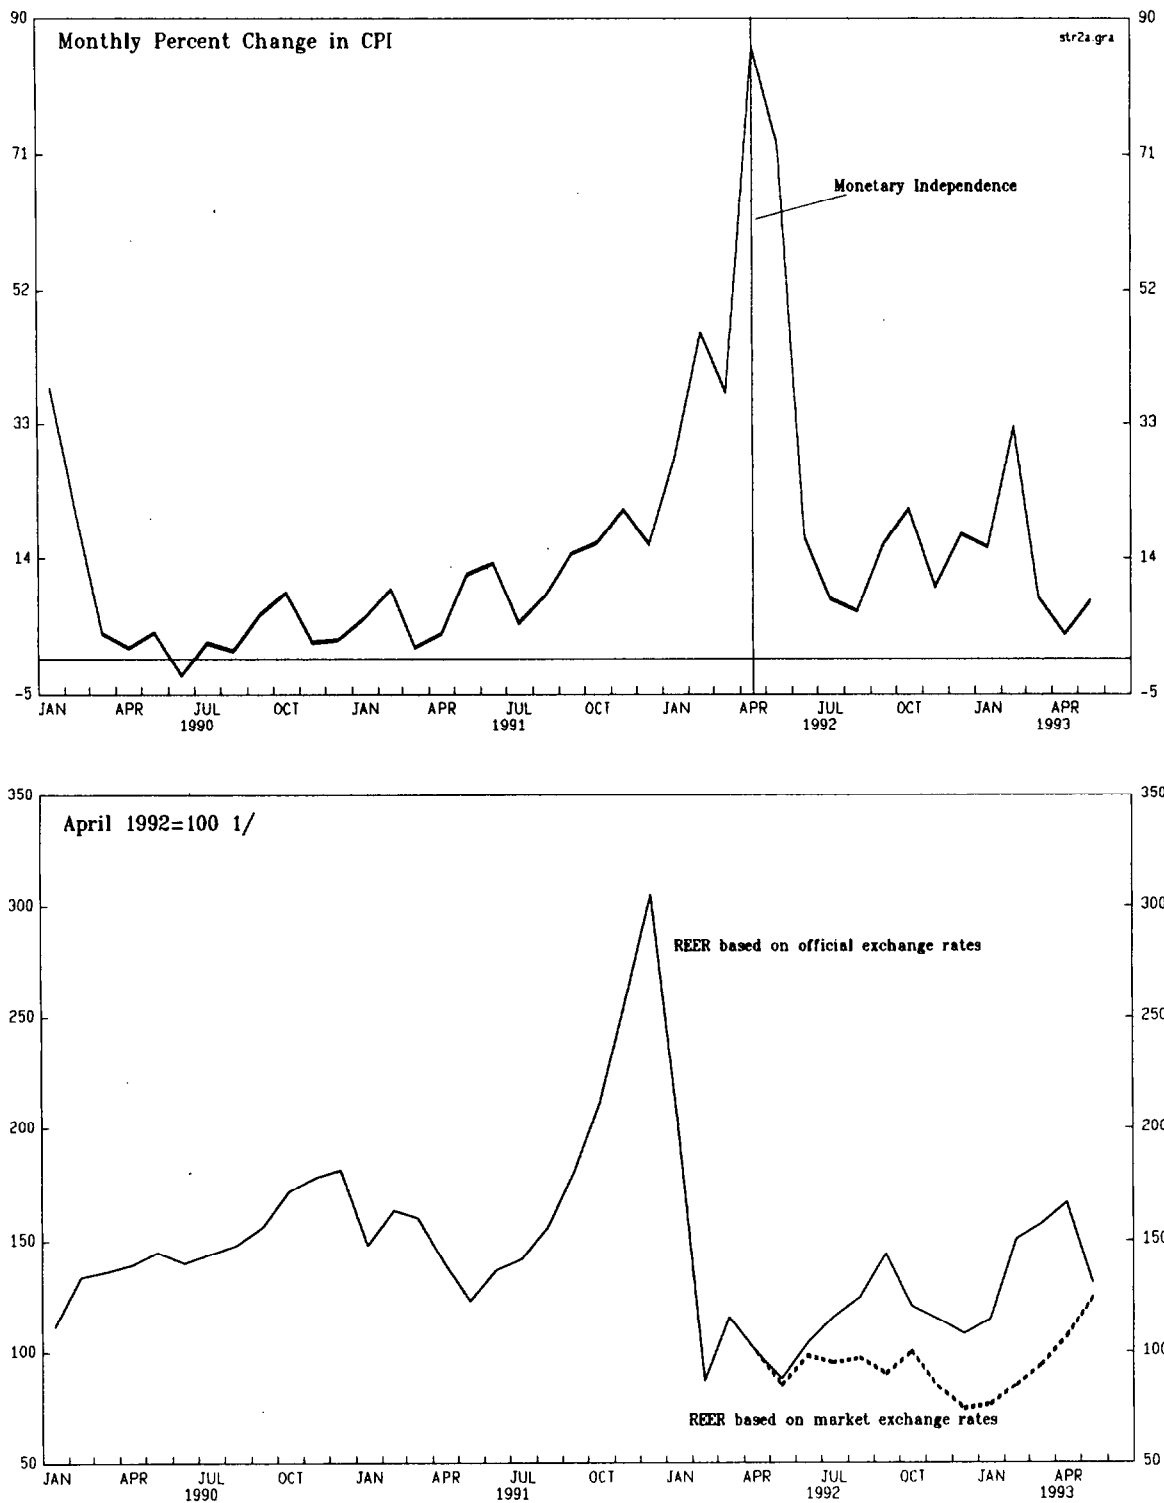 90 90
Monthly Percent Change in CPI
str2a.gra
71 71
Monetary Independence
52 52
33 33
14 14
-5 -5
JAN APR JUL OCT JAN APR JUL OCT JAN APR JUL OCT JAN APR
1990 1991 1992 1993
350 350
April 1992=100 1/
300 300
REER based on official exchange rates
250 250
200 200
150 150
100 100
REER based on market exchange rates
50 50
JAN APR JUL OCT JAN APR JUL OCT JAN APR JUL OCT JAN APR
1990 1991 1992 1993